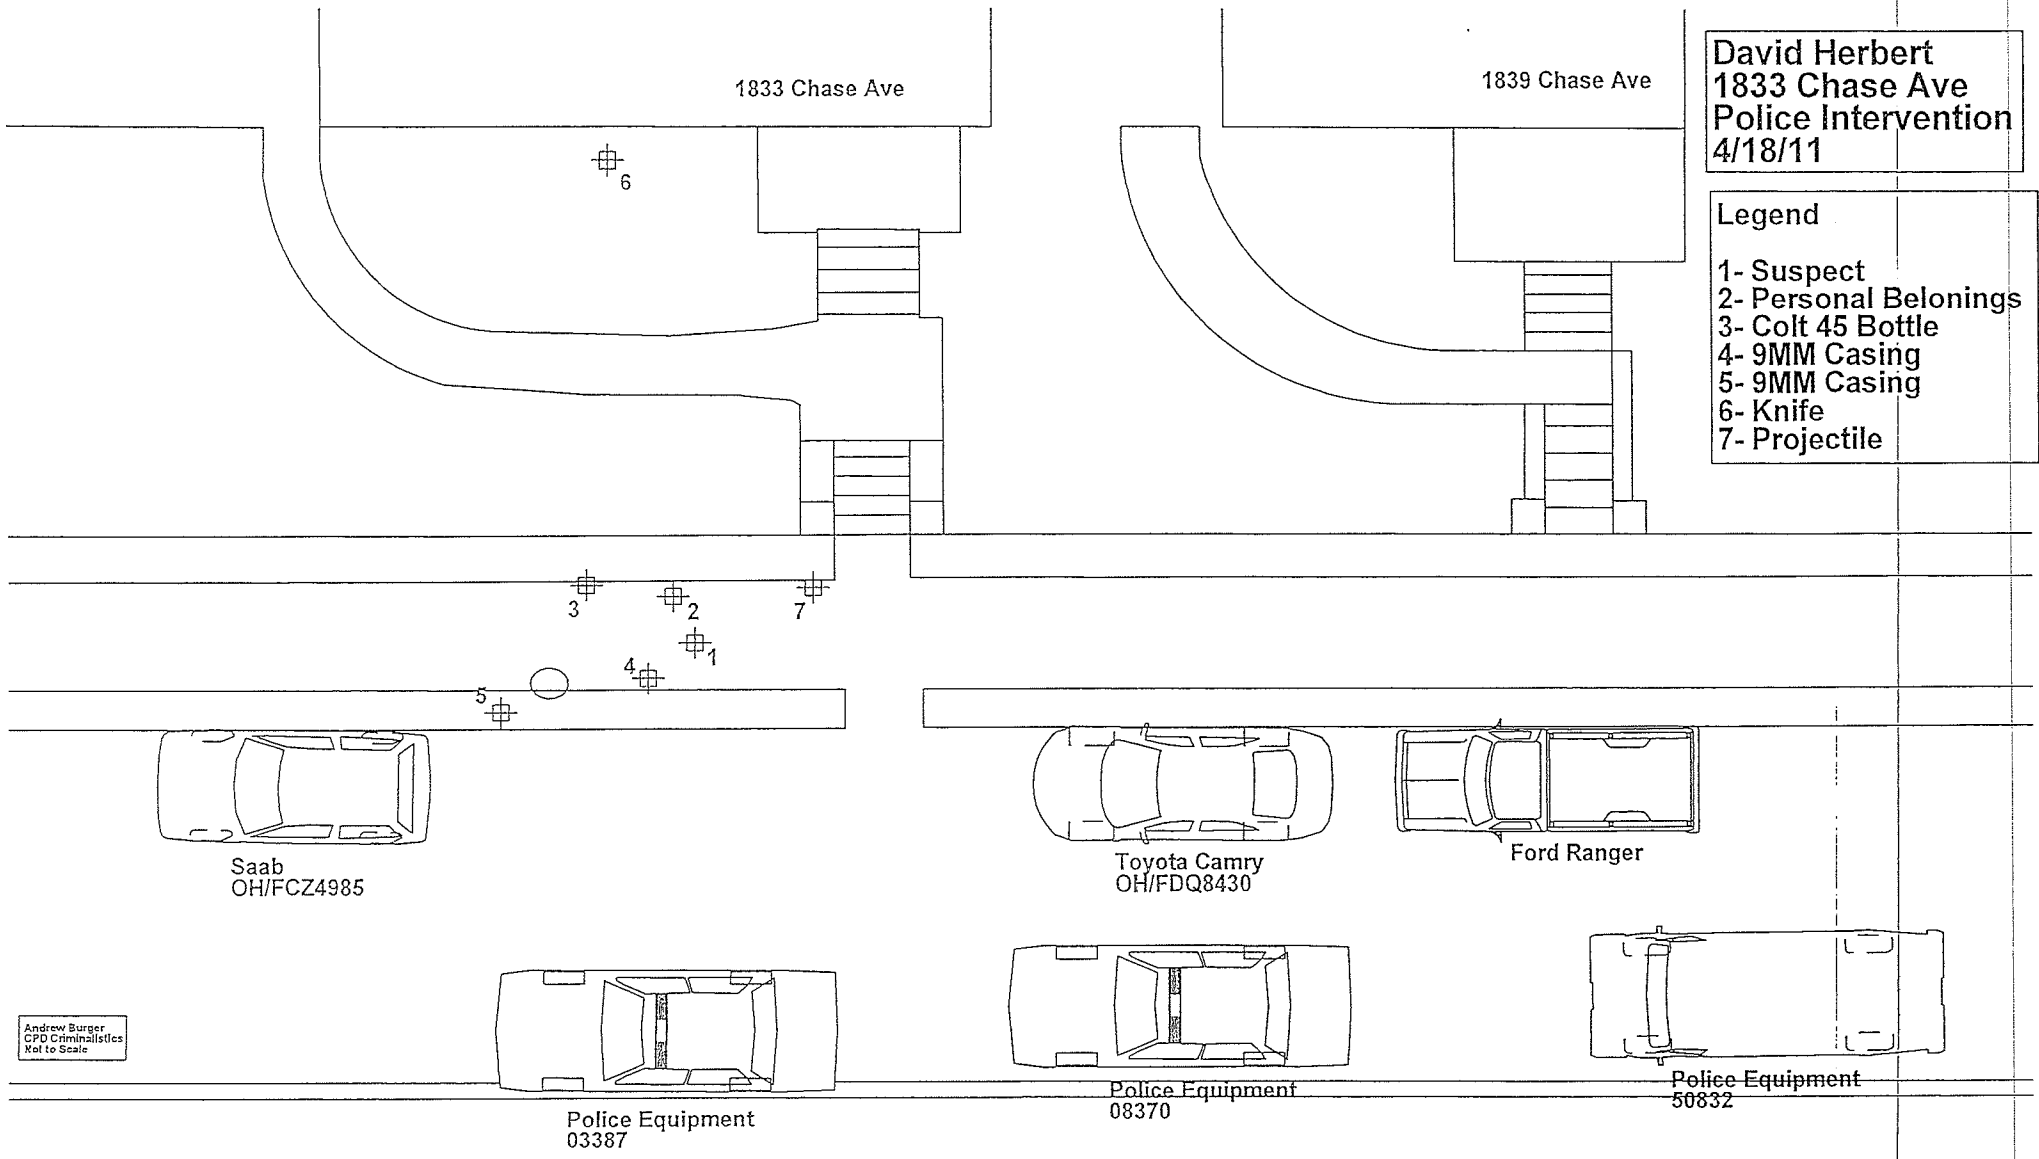 1833 Chase Ave
1839 Chase Ave
David Herbert
1833 Chase Ave
Police Intervention
4/18/11
Legend
1- Suspect
2- Personal Belonings
3- Colt 45 Bottle
4- 9MM Casing
5- 9MM Casing
6- Knife
7- Projectile
6
3
2
7
1
4
5
Saab
OH/FCZ4985
Toyota Camry
OH/FDQ8430
Ford Ranger
Andrew Burger
CPD Criminalistics
Not to Scale
Police Equipment
03387
Police Equipment
08370
Police Equipment
50832